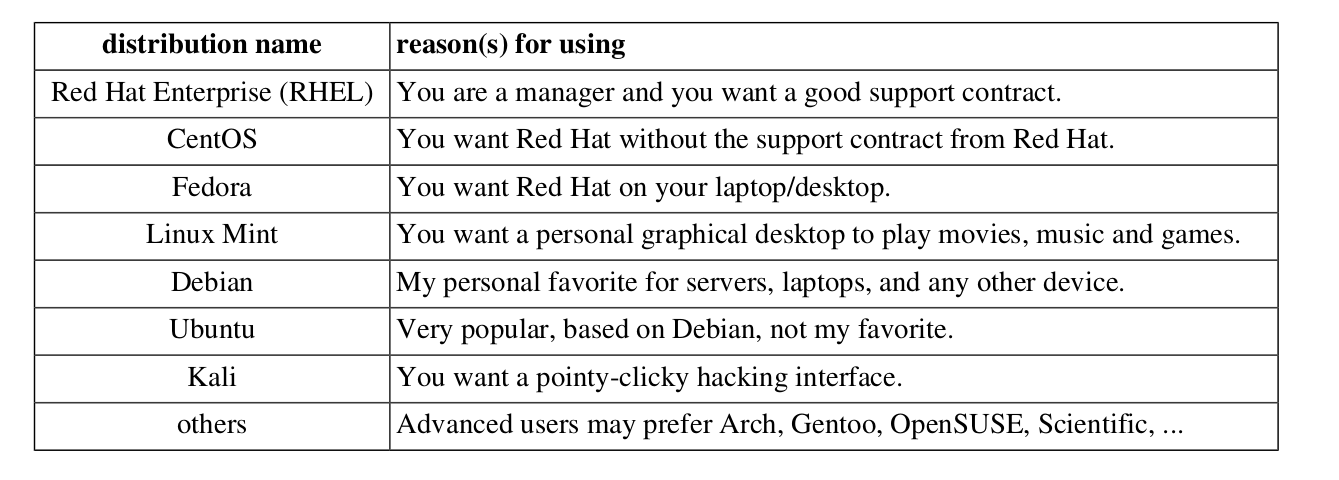 distribution name reason(s) for using
Red Hat Enterprise (RHEL) You are a manager and you want a good support contract.
CentOS You want Red Hat without the support contract from Red Hat.
Fedora You want Red Hat on your laptop/desktop.
Linux Mint You want a personal graphical desktop to play movies, music and games.
Debian My personal favorite for servers, laptops, and any other device.
Ubuntu Very popular, based on Debian, not my favorite.
Kali You want a pointy-clicky hacking interface.
others Advanced users may prefer Arch, Gentoo, OpenSUSE, Scientific, ...